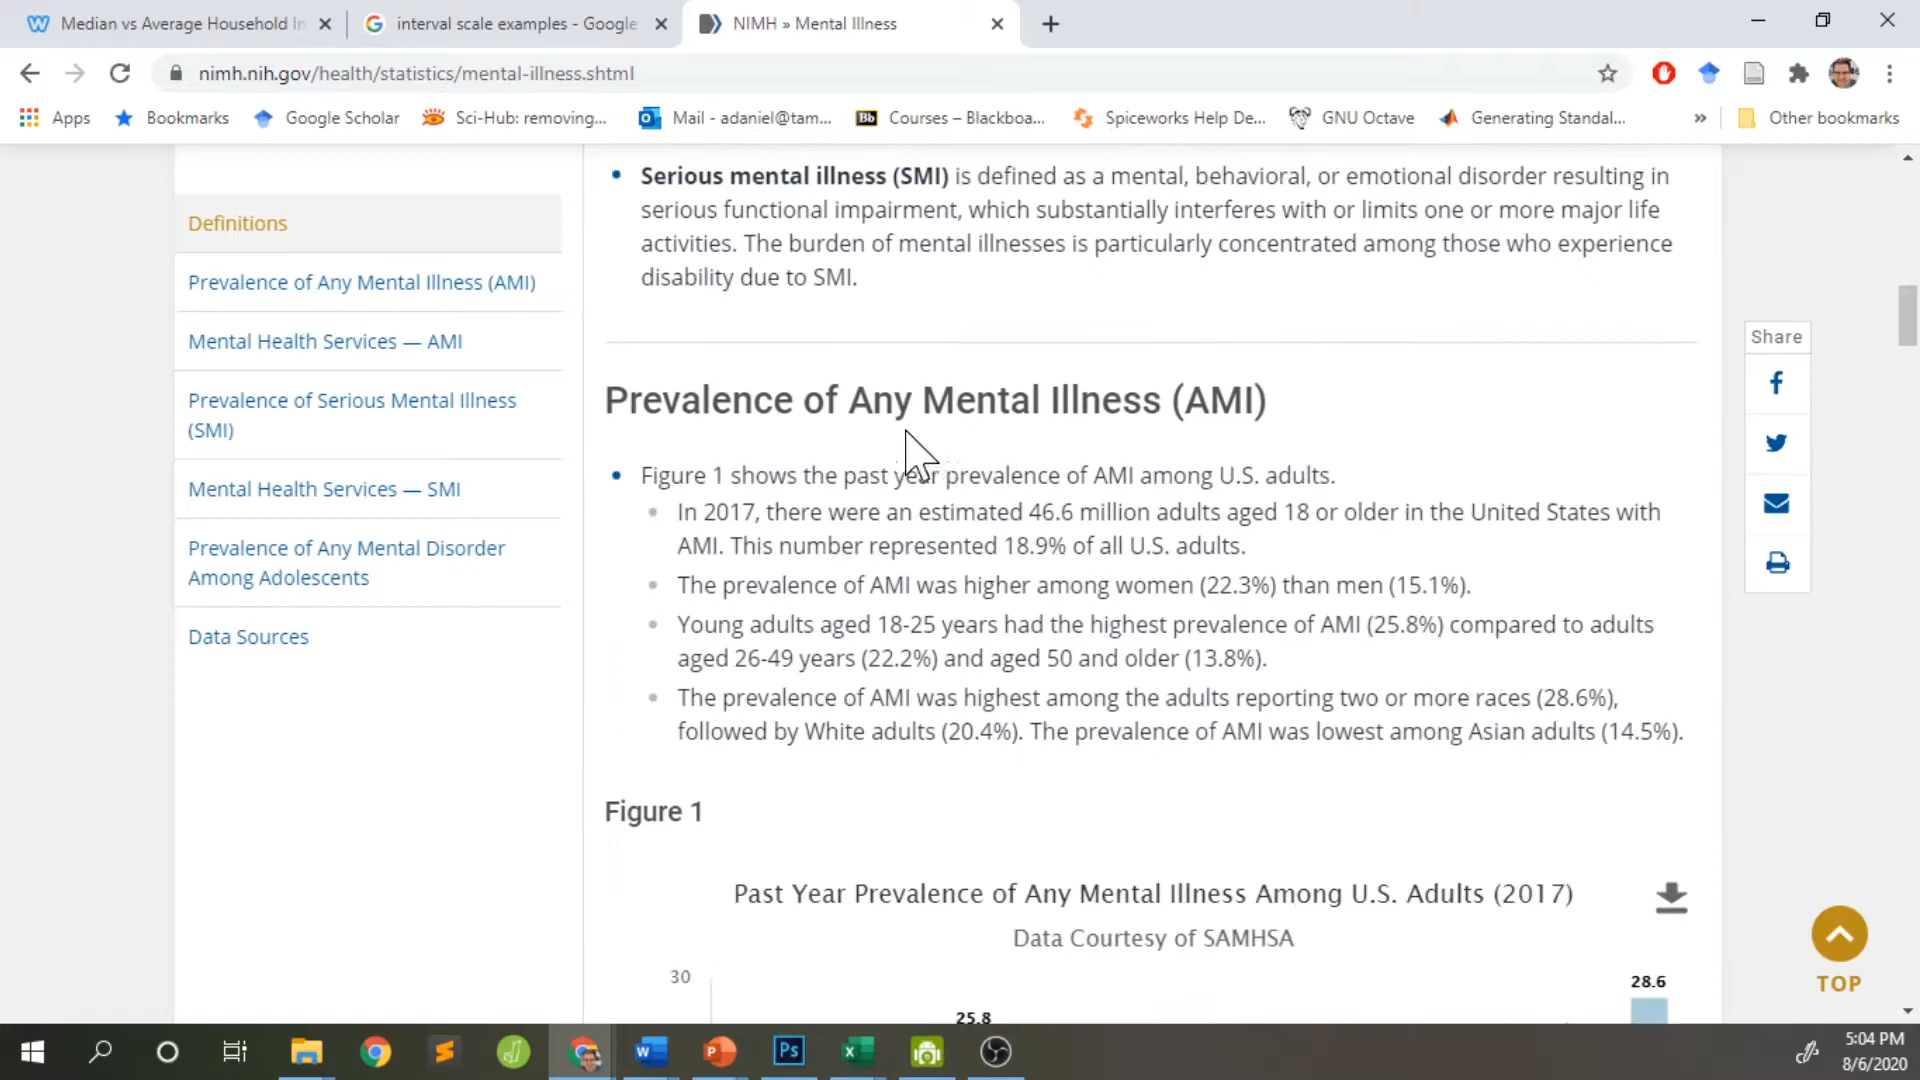 Median vs Average Household In
interval scale examples - Google
NIMH » Mental Illness
nimh.nih.gov/health/statistics/mental-illness.shtml
Apps
Bookmarks
Google Scholar
Sci-Hub: removing...
Mail - adaniel@tam...
Bb
Courses – Blackboa...
Spiceworks Help De...
GNU Octave
Generating Standal...
»
Other bookmarks
Definitions
Prevalence of Any Mental Illness (AMI)
Mental Health Services — AMI
Prevalence of Serious Mental Illness
(SMI)
Mental Health Services — SMI
Prevalence of Any Mental Disorder
Among Adolescents
Data Sources
Serious mental illness (SMI) is defined as a mental, behavioral, or emotional disorder resulting in
serious functional impairment, which substantially interferes with or limits one or more major life
activities. The burden of mental illnesses is particularly concentrated among those who experience
disability due to SMI.
Prevalence of Any Mental Illness (AMI)
Figure 1 shows the past year prevalence of AMI among U.S. adults.
In 2017, there were an estimated 46.6 million adults aged 18 or older in the United States with
AMI. This number represented 18.9% of all U.S. adults.
The prevalence of AMI was higher among women (22.3%) than men (15.1%).
Young adults aged 18-25 years had the highest prevalence of AMI (25.8%) compared to adults
aged 26-49 years (22.2%) and aged 50 and older (13.8%).
The prevalence of AMI was highest among the adults reporting two or more races (28.6%),
followed by White adults (20.4%). The prevalence of AMI was lowest among Asian adults (14.5%).
Figure 1
Past Year Prevalence of Any Mental Illness Among U.S. Adults (2017)
Data Courtesy of SAMHSA
30
28.6
25.8
Share
TOP
Ps
5:04 PM
8/6/2020